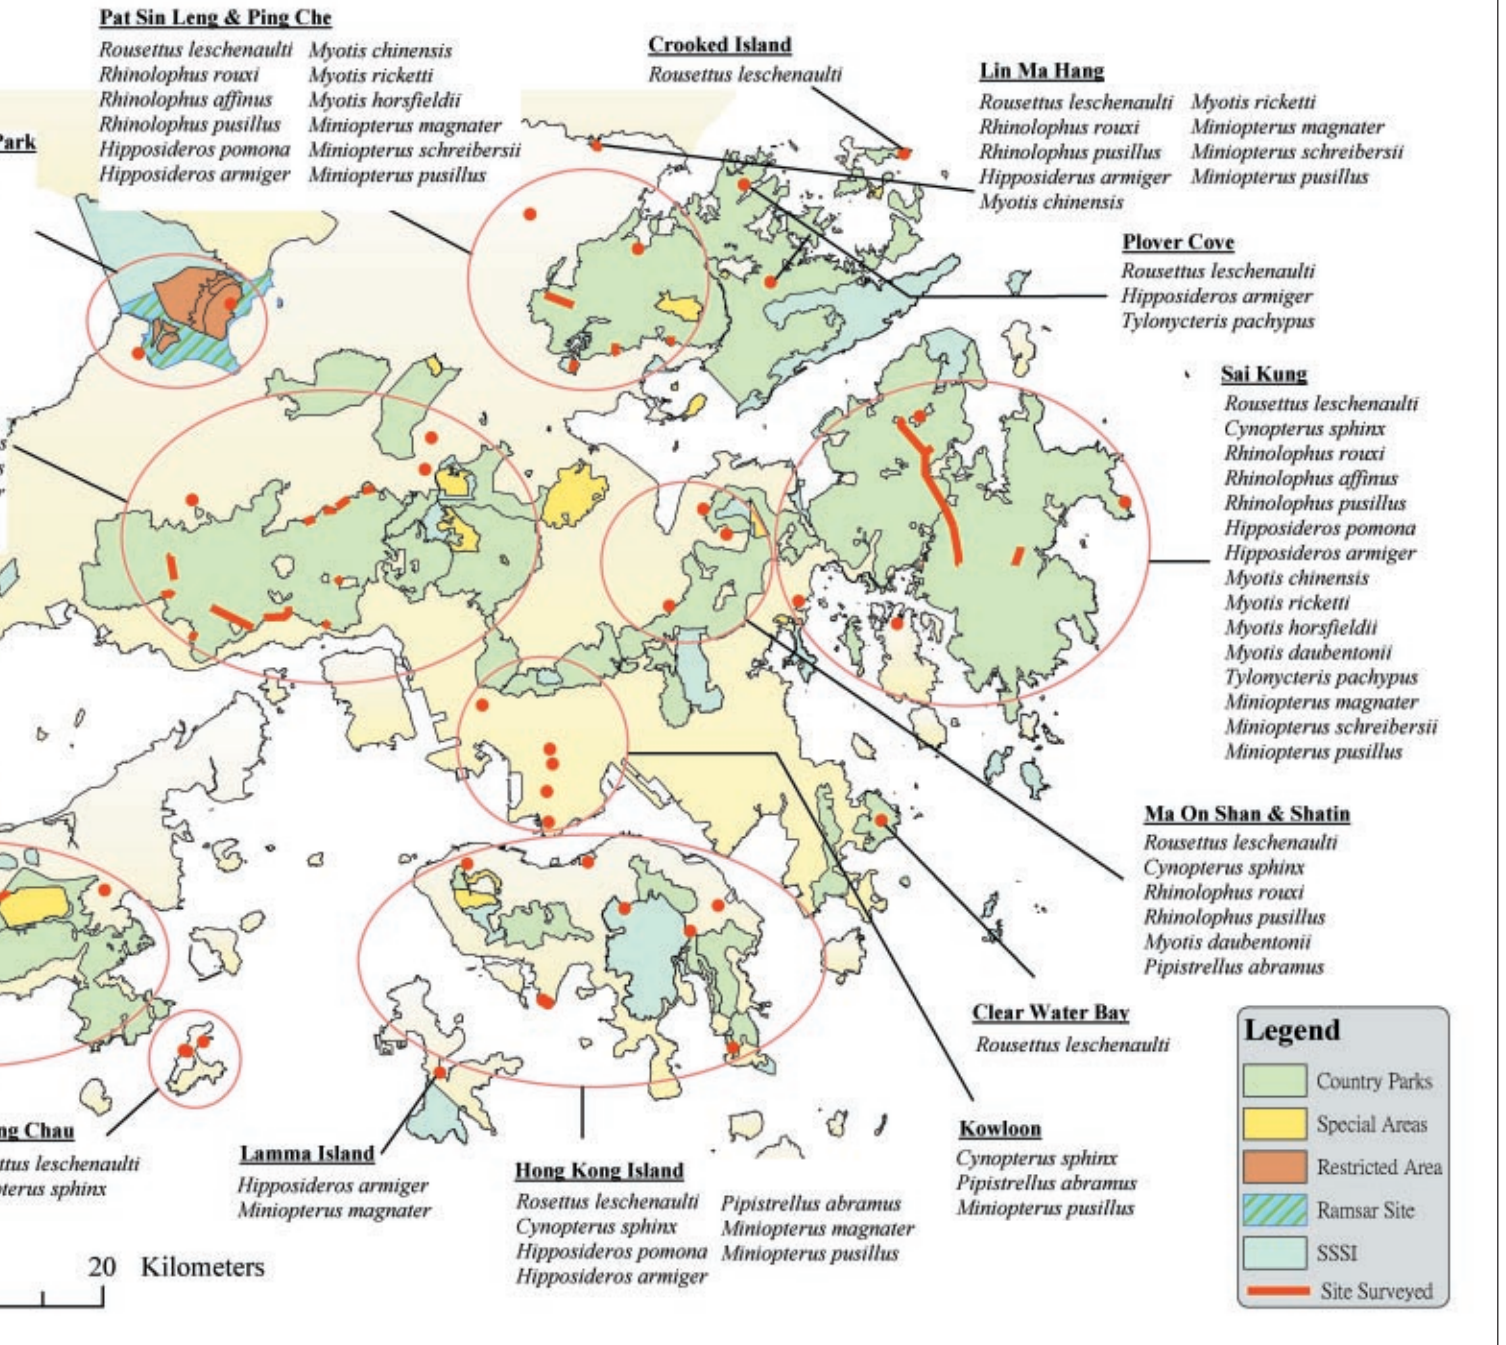 Pat Sin Leng & Ping Che
Rousettus leschenaulti Myotis chinensis
Rhinolophus rouxi Myotis ricketti
Rhinolophus affinus Myotis horsfieldii
Rhinolophus pusillus Miniopterus magnater
Hipposideros pomona Miniopterus schreibersii
Hipposideros armiger Miniopterus pusillus
Crooked Island
Rousettus leschenaulti
Lin Ma Hang
Rousettus leschenaulti Myotis ricketti
Rhinolophus rouxi Miniopterus magnater
Rhinolophus pusillus Miniopterus schreibersii
Hipposiderus armiger Miniopterus pusillus
Myotis chinensis
Park
Plover Cove
Rousettus leschenaulti
Hipposideros armiger
Tylonycteris pachypus
Sai Kung
Rousettus leschenaulti
Cynopterus sphinx
Rhinolophus rouxi
Rhinolophus affinus
Rhinolophus pusillus
Hipposideros pomona
Hipposideros armiger
Myotis chinensis
Myotis ricketti
Myotis horsfieldii
Myotis daubentonii
Tylonycteris pachypus
Miniopterus magnater
Miniopterus schreibersii
Miniopterus pusillus
Ma On Shan & Shatin
Rousettus leschenaulti
Cynopterus sphinx
Rhinolophus rouxi
Rhinolophus pusillus
Myotis daubentonii
Pipistrellus abramus
Clear Water Bay
Rousettus leschenaulti
Kowloon
Cynopterus sphinx
Pipistrellus abramus
Miniopterus pusillus
ng Chau
ttus leschenaulti
terus sphinx
Lamma Island
Hipposideros armiger
Miniopterus magnater
Hong Kong Island
Rosettus leschenaulti Pipistrellus abramus
Cynopterus sphinx Miniopterus magnater
Hipposideros pomona Miniopterus pusillus
Hipposideros armiger
20 Kilometers
Legend
Country Parks
Special Areas
Restricted Area
Ramsar Site
SSSI
Site Surveyed